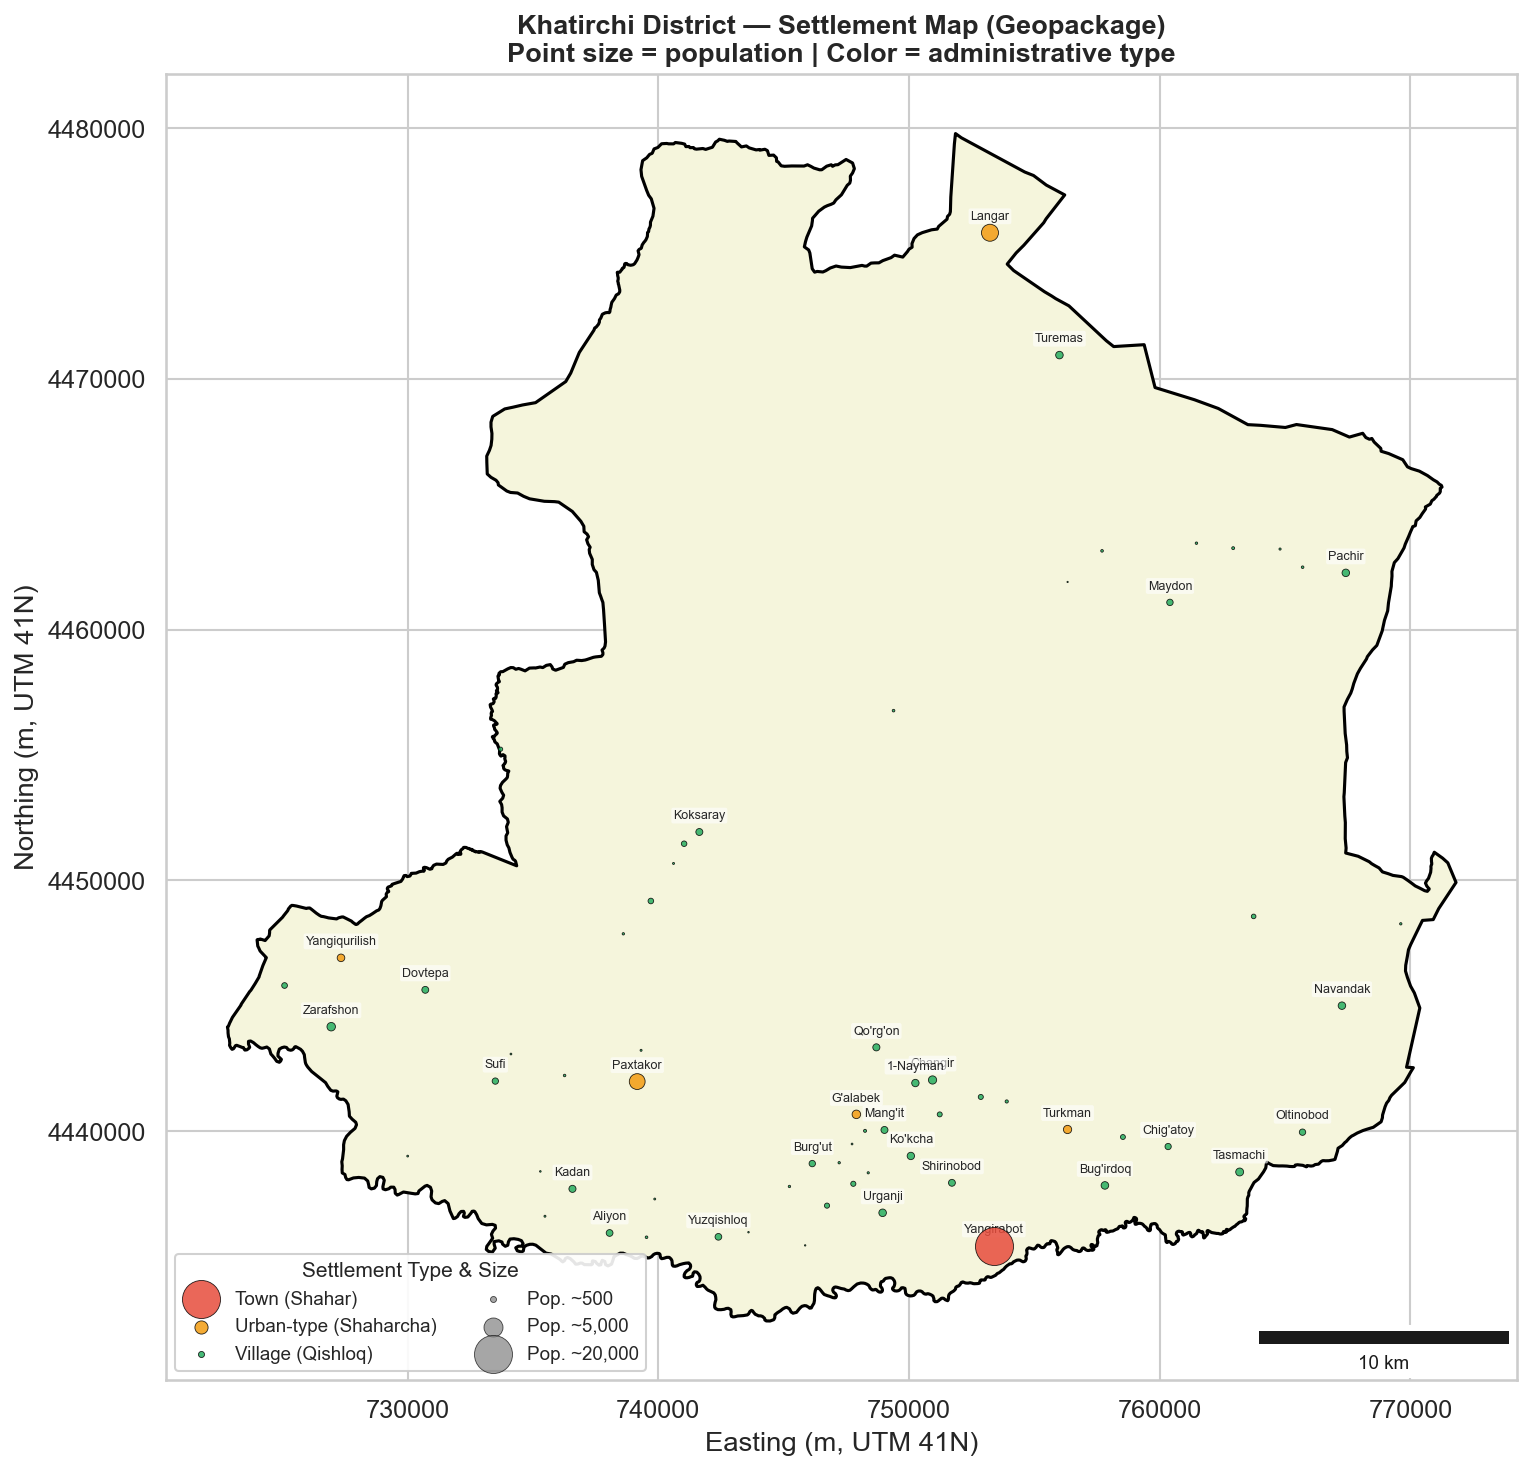 Khatirchi District — Settlement Map (Geopackage)
Point size = population | Color = administrative type
Northing (m, UTM 41N)
4480000
4470000
4460000
4450000
4440000
Langar
Turemas
Pachir
Maydon
Koksaray
Yangiqurilish
Dovtepa
Navandak
Zarafshon
Qo'rg'on
Changir
1-Nayman
Sufi
Paxtakor
G'alabek
Mang'it
Turkman
Oltinobod
Chig'atoy
Ko'kcha
Burg'ut
Tasmachi
Shirinobod
Bug'irdoq
Kadan
Urganji
Aliyon
Yuzqishloq
Yangirabot
Settlement Type & Size
Town (Shahar)
Urban-type (Shaharcha)
Village (Qishloq)
Pop. ~500
Pop. ~5,000
Pop. ~20,000
10 km
730000
740000
750000
760000
770000
Easting (m, UTM 41N)